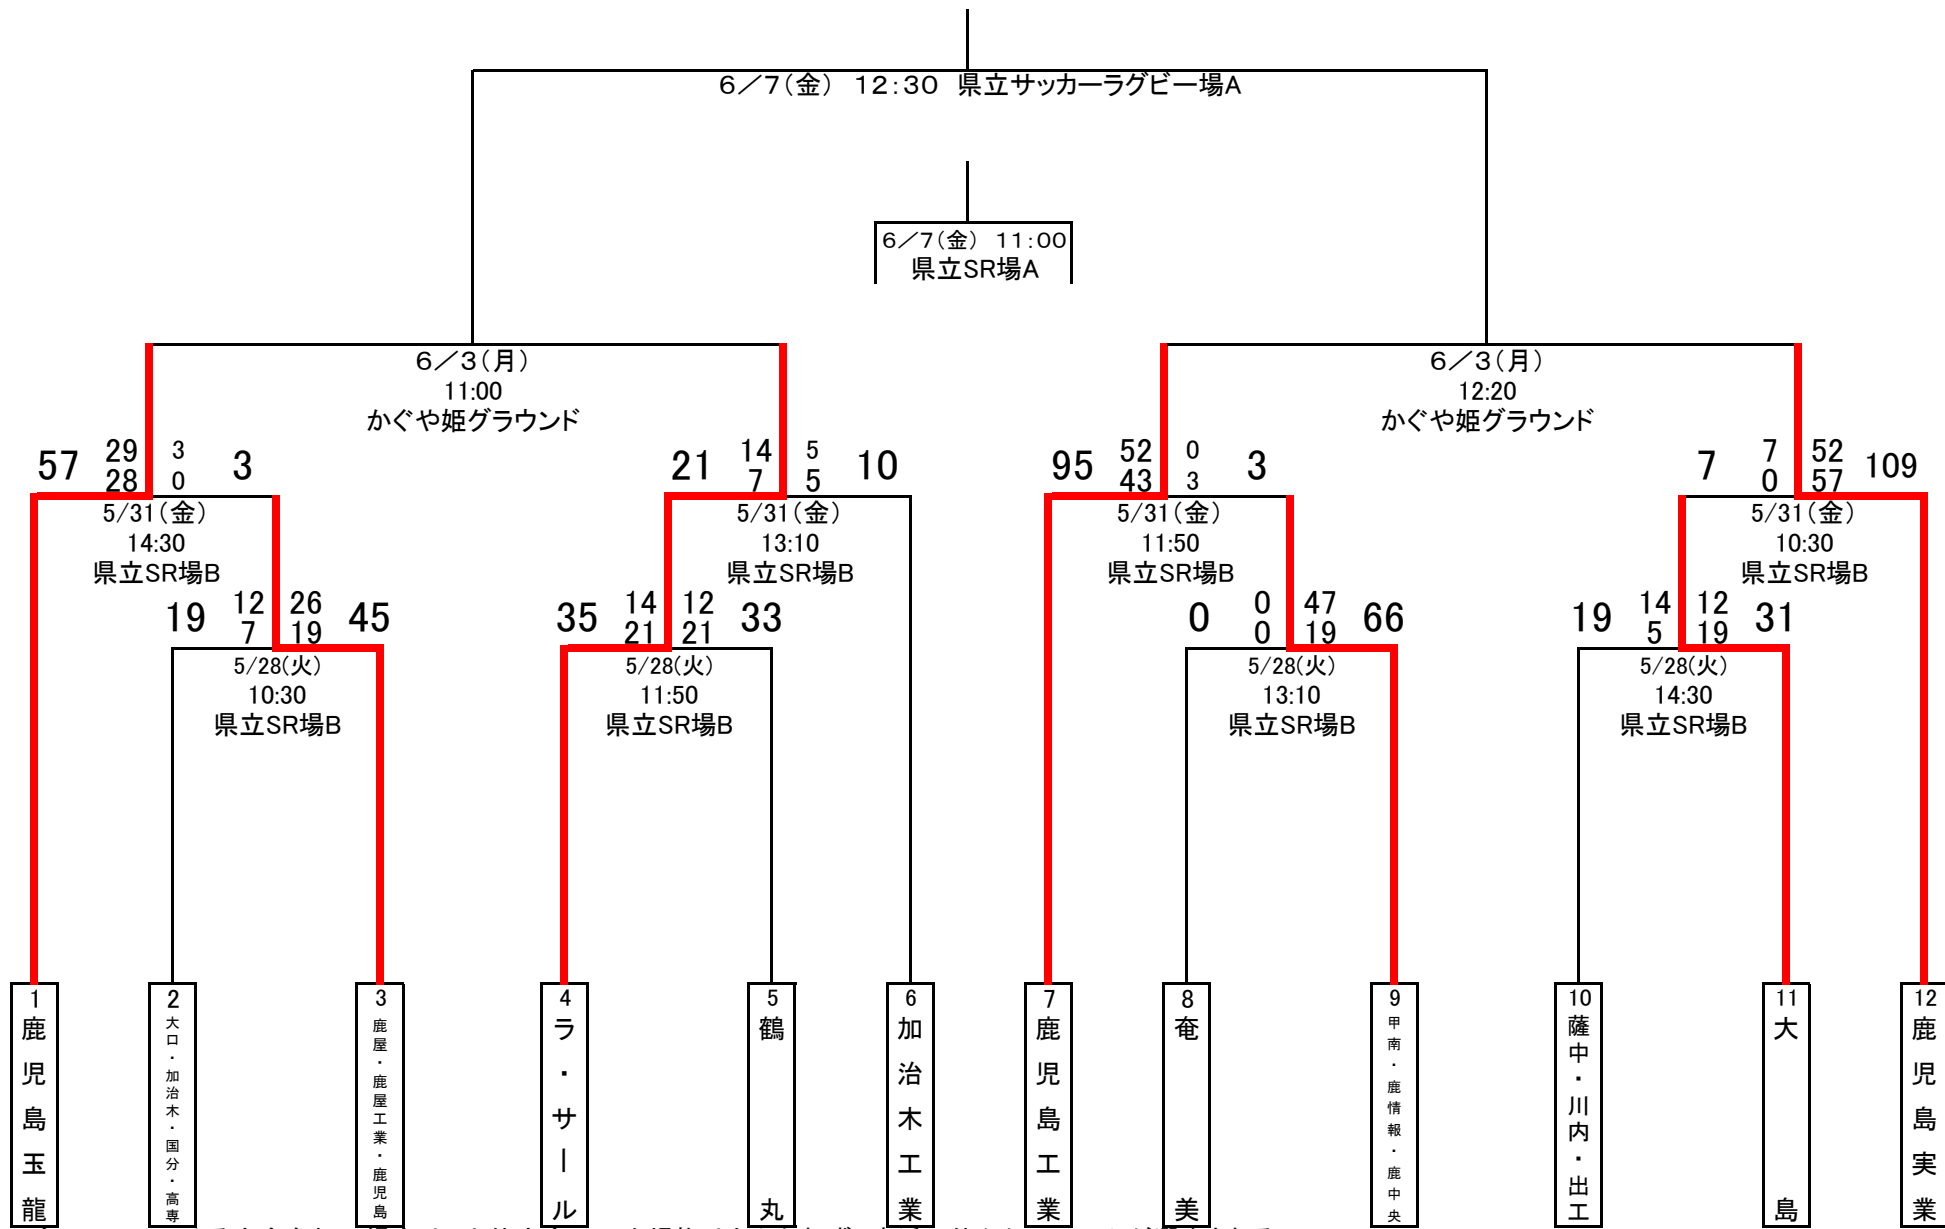 6／7（金）　12：30　県立サッカーラグビー場A
6／7（金）　11：00
県立SR場A
6／3（月）
11:00
かぐや姫グラウンド
6／3（月）
12:20
かぐや姫グラウンド
57 29 3 3
28 0
5/31（金）
14:30
県立SR場B
21 14 5 10
7 5
5/31（金）
13:10
県立SR場B
95 52 0 3
43 3
5/31（金）
11:50
県立SR場B
7 7 52 109
0 57
5/31（金）
10:30
県立SR場B
19 12 26 45
7 19
5/28(火)
10:30
県立SR場B
35 14 12 33
21 21
5/28(火)
11:50
県立SR場B
0 0 47 66
0 19
5/28(火)
13:10
県立SR場B
19 14 12 31
5 19
5/28(火)
14:30
県立SR場B
1 鹿児島玉龍
2 大口・加治木・国分・高専
3 鹿屋・鹿屋工業・鹿児島
4 ラ・サール
5 鶴丸
6 加治木工業
7 鹿児島工業
8 奄美
9 甲南・鹿情報・鹿中央
10 薩中・川内・出工
11 大島
12 鹿児島実業